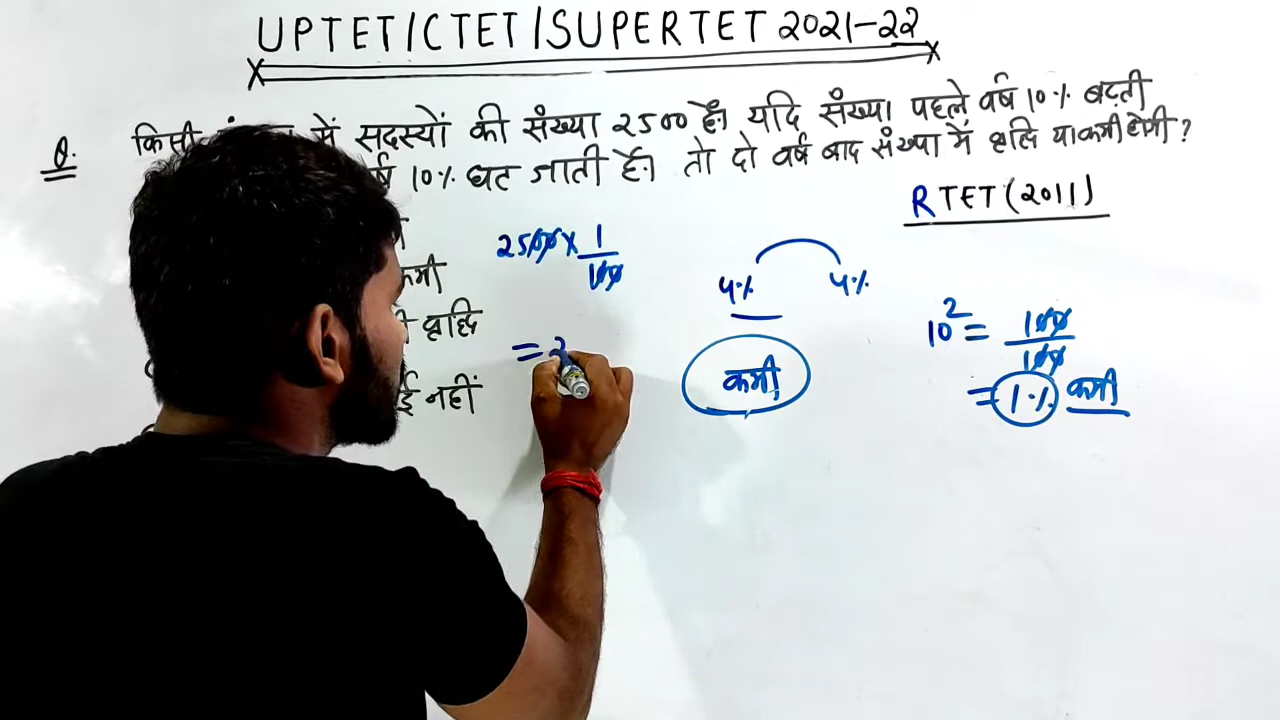 UPTET/CTET/SUPERTET 2021-22
Q. किसी में सदस्यों की संख्या 2500 हैं। यदि संख्या पहले वर्ष 10% बढ़ती
10% घट जाती हैं। तो दो वर्ष बाद संख्या में वृद्धि या कमी होगी?
RTET(2011)
2500 × 1/100
कमी
वृद्धि
नहीं
=
4% 4%
कमी
10² = 100/100
= 1% कमी